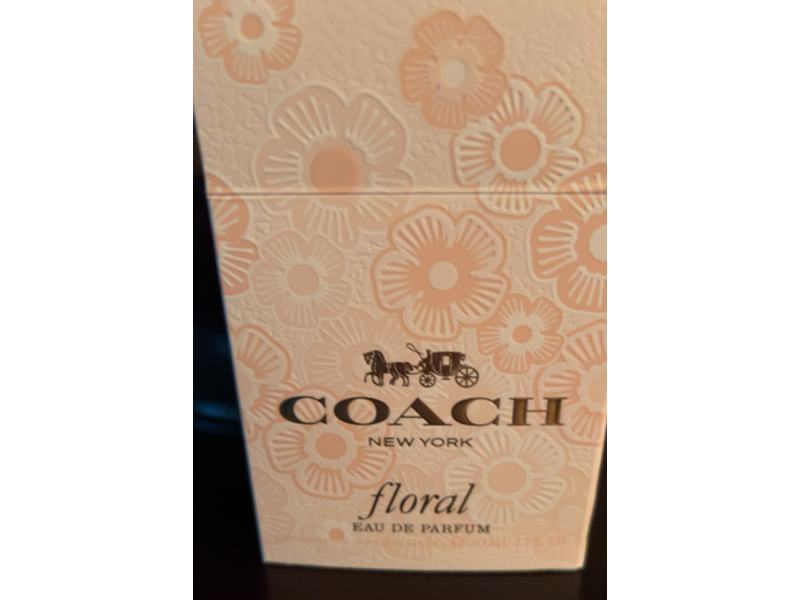 COACH
NEW YORK
floral
EAU DE PARFUM